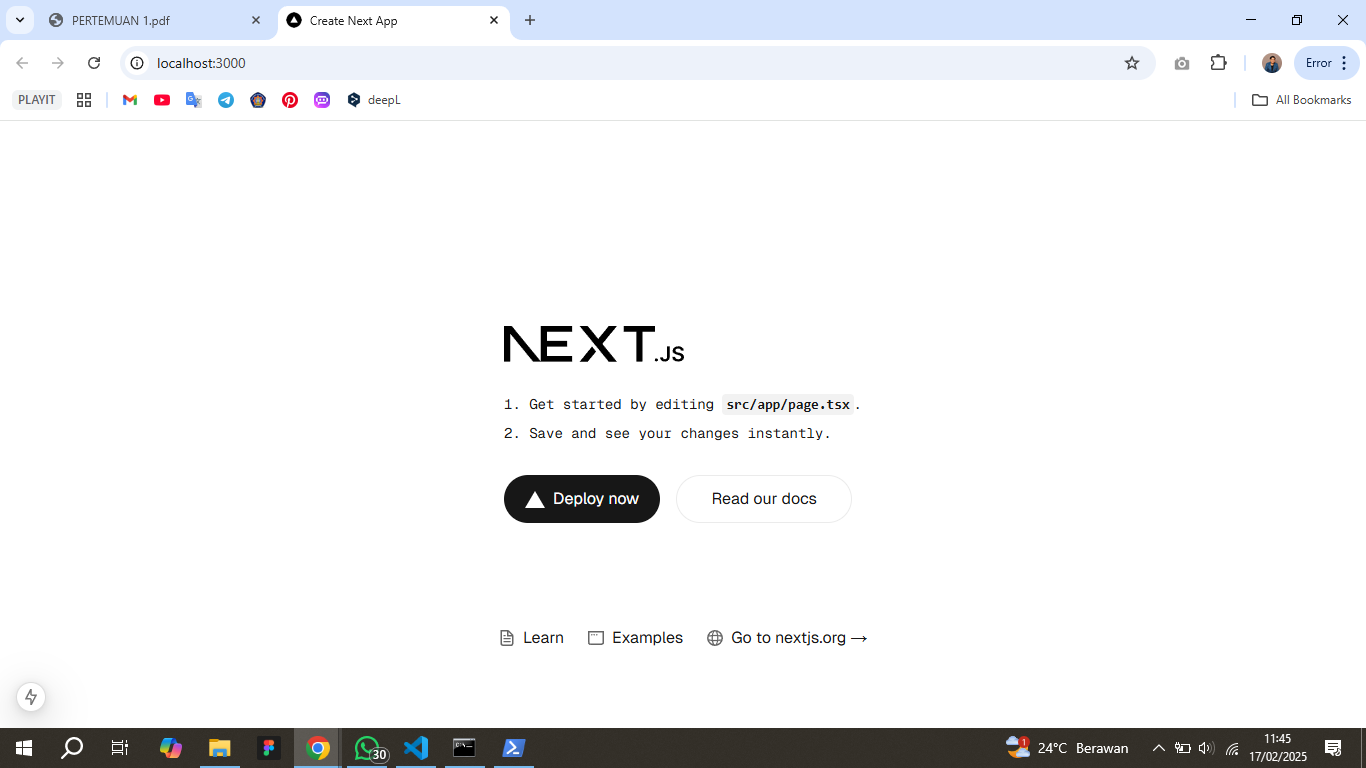 PERTEMUAN 1.pdf
Create Next App
localhost:3000
Error
PLAYIT
deepL
All Bookmarks
NEXT.JS
1. Get started by editing src/app/page.tsx.
2. Save and see your changes instantly.
Deploy now
Read our docs
Learn
Examples
Go to nextjs.org →
30
1
24°C Berawan
11:45
17/02/2025